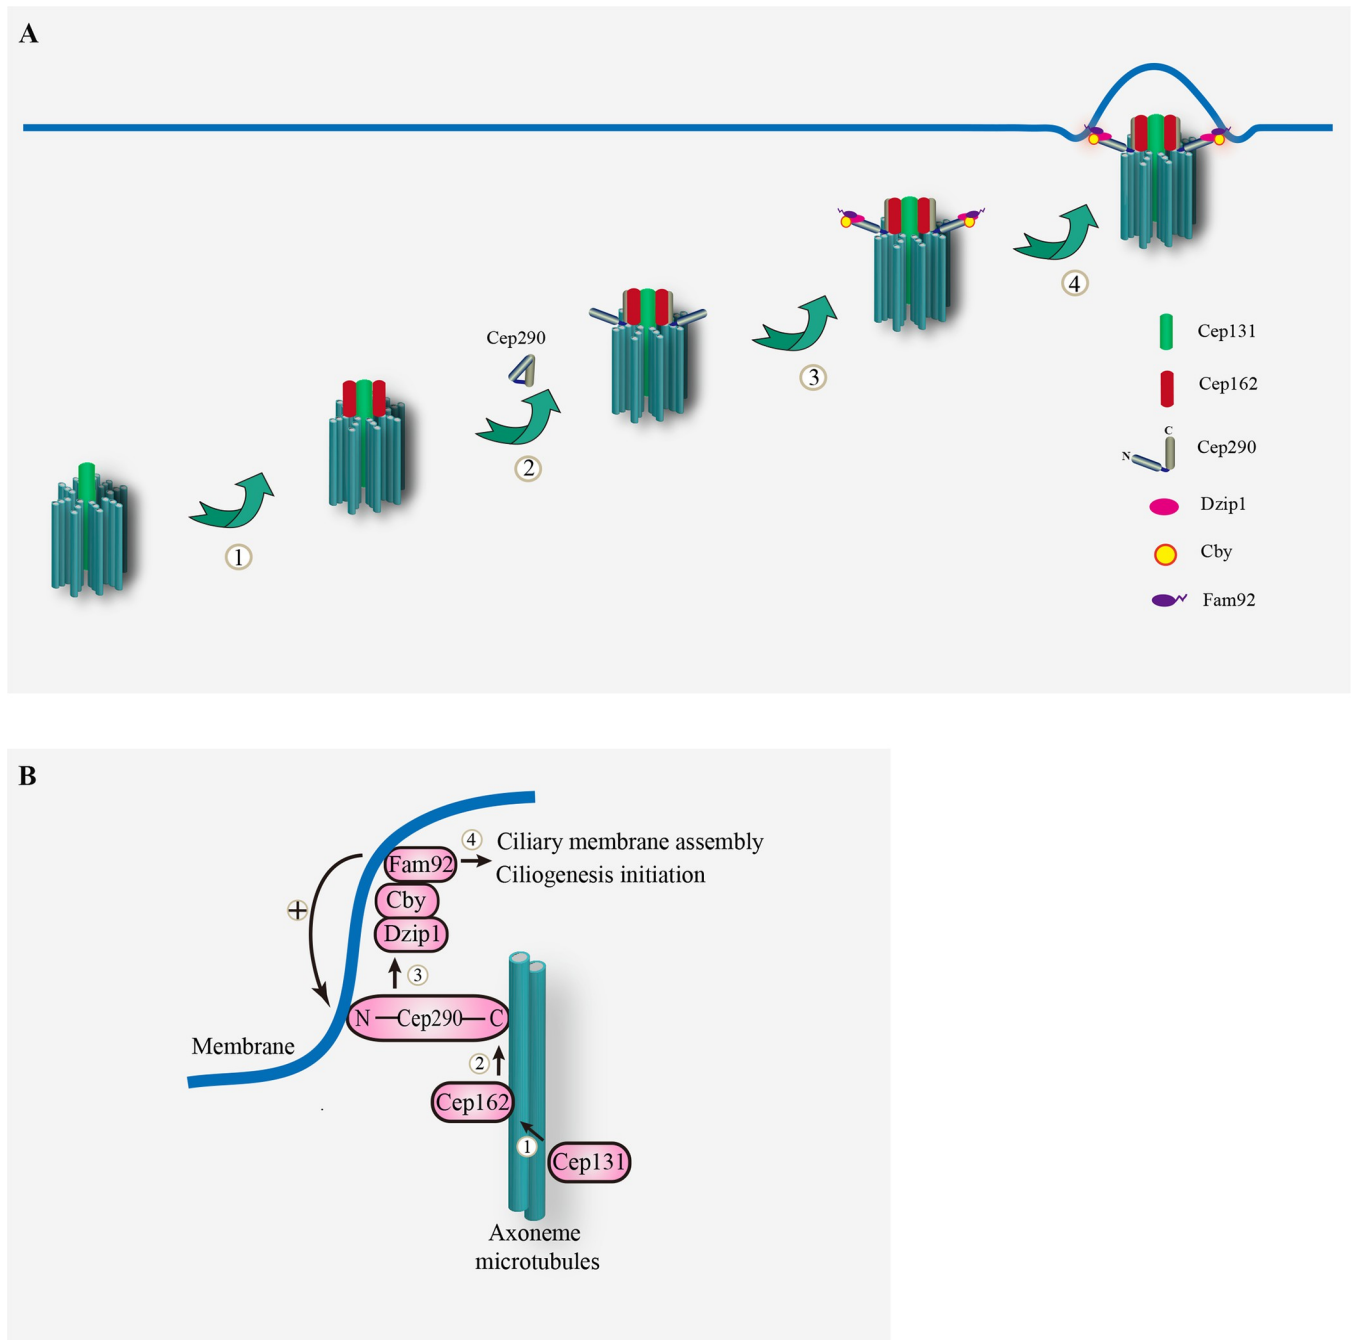 A
Cep290
1
2
3
4
Cep131
Cep162
C
N
Cep290
Dzip1
Cby
Fam92
B
4
Ciliary membrane assembly
Fam92
Ciliogenesis initiation
Cby
+
Dzip1
3
N
Cep290
C
Membrane
2
Cep162
1
Cep131
Axoneme
microtubules